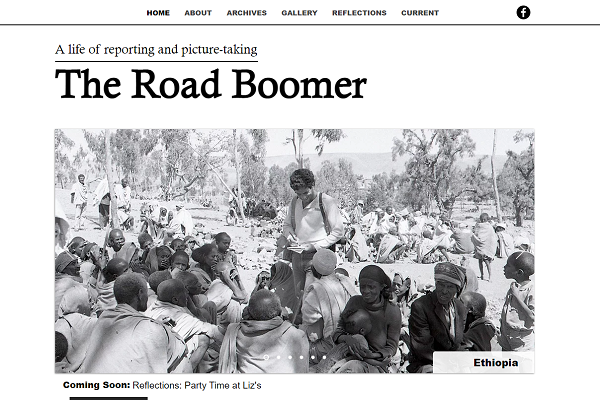 HOME ABOUT ARCHIVES GALLERY REFLECTIONS CURRENT
A life of reporting and picture-taking
The Road Boomer
Ethiopia
Coming Soon: Reflections: Party Time at Liz's